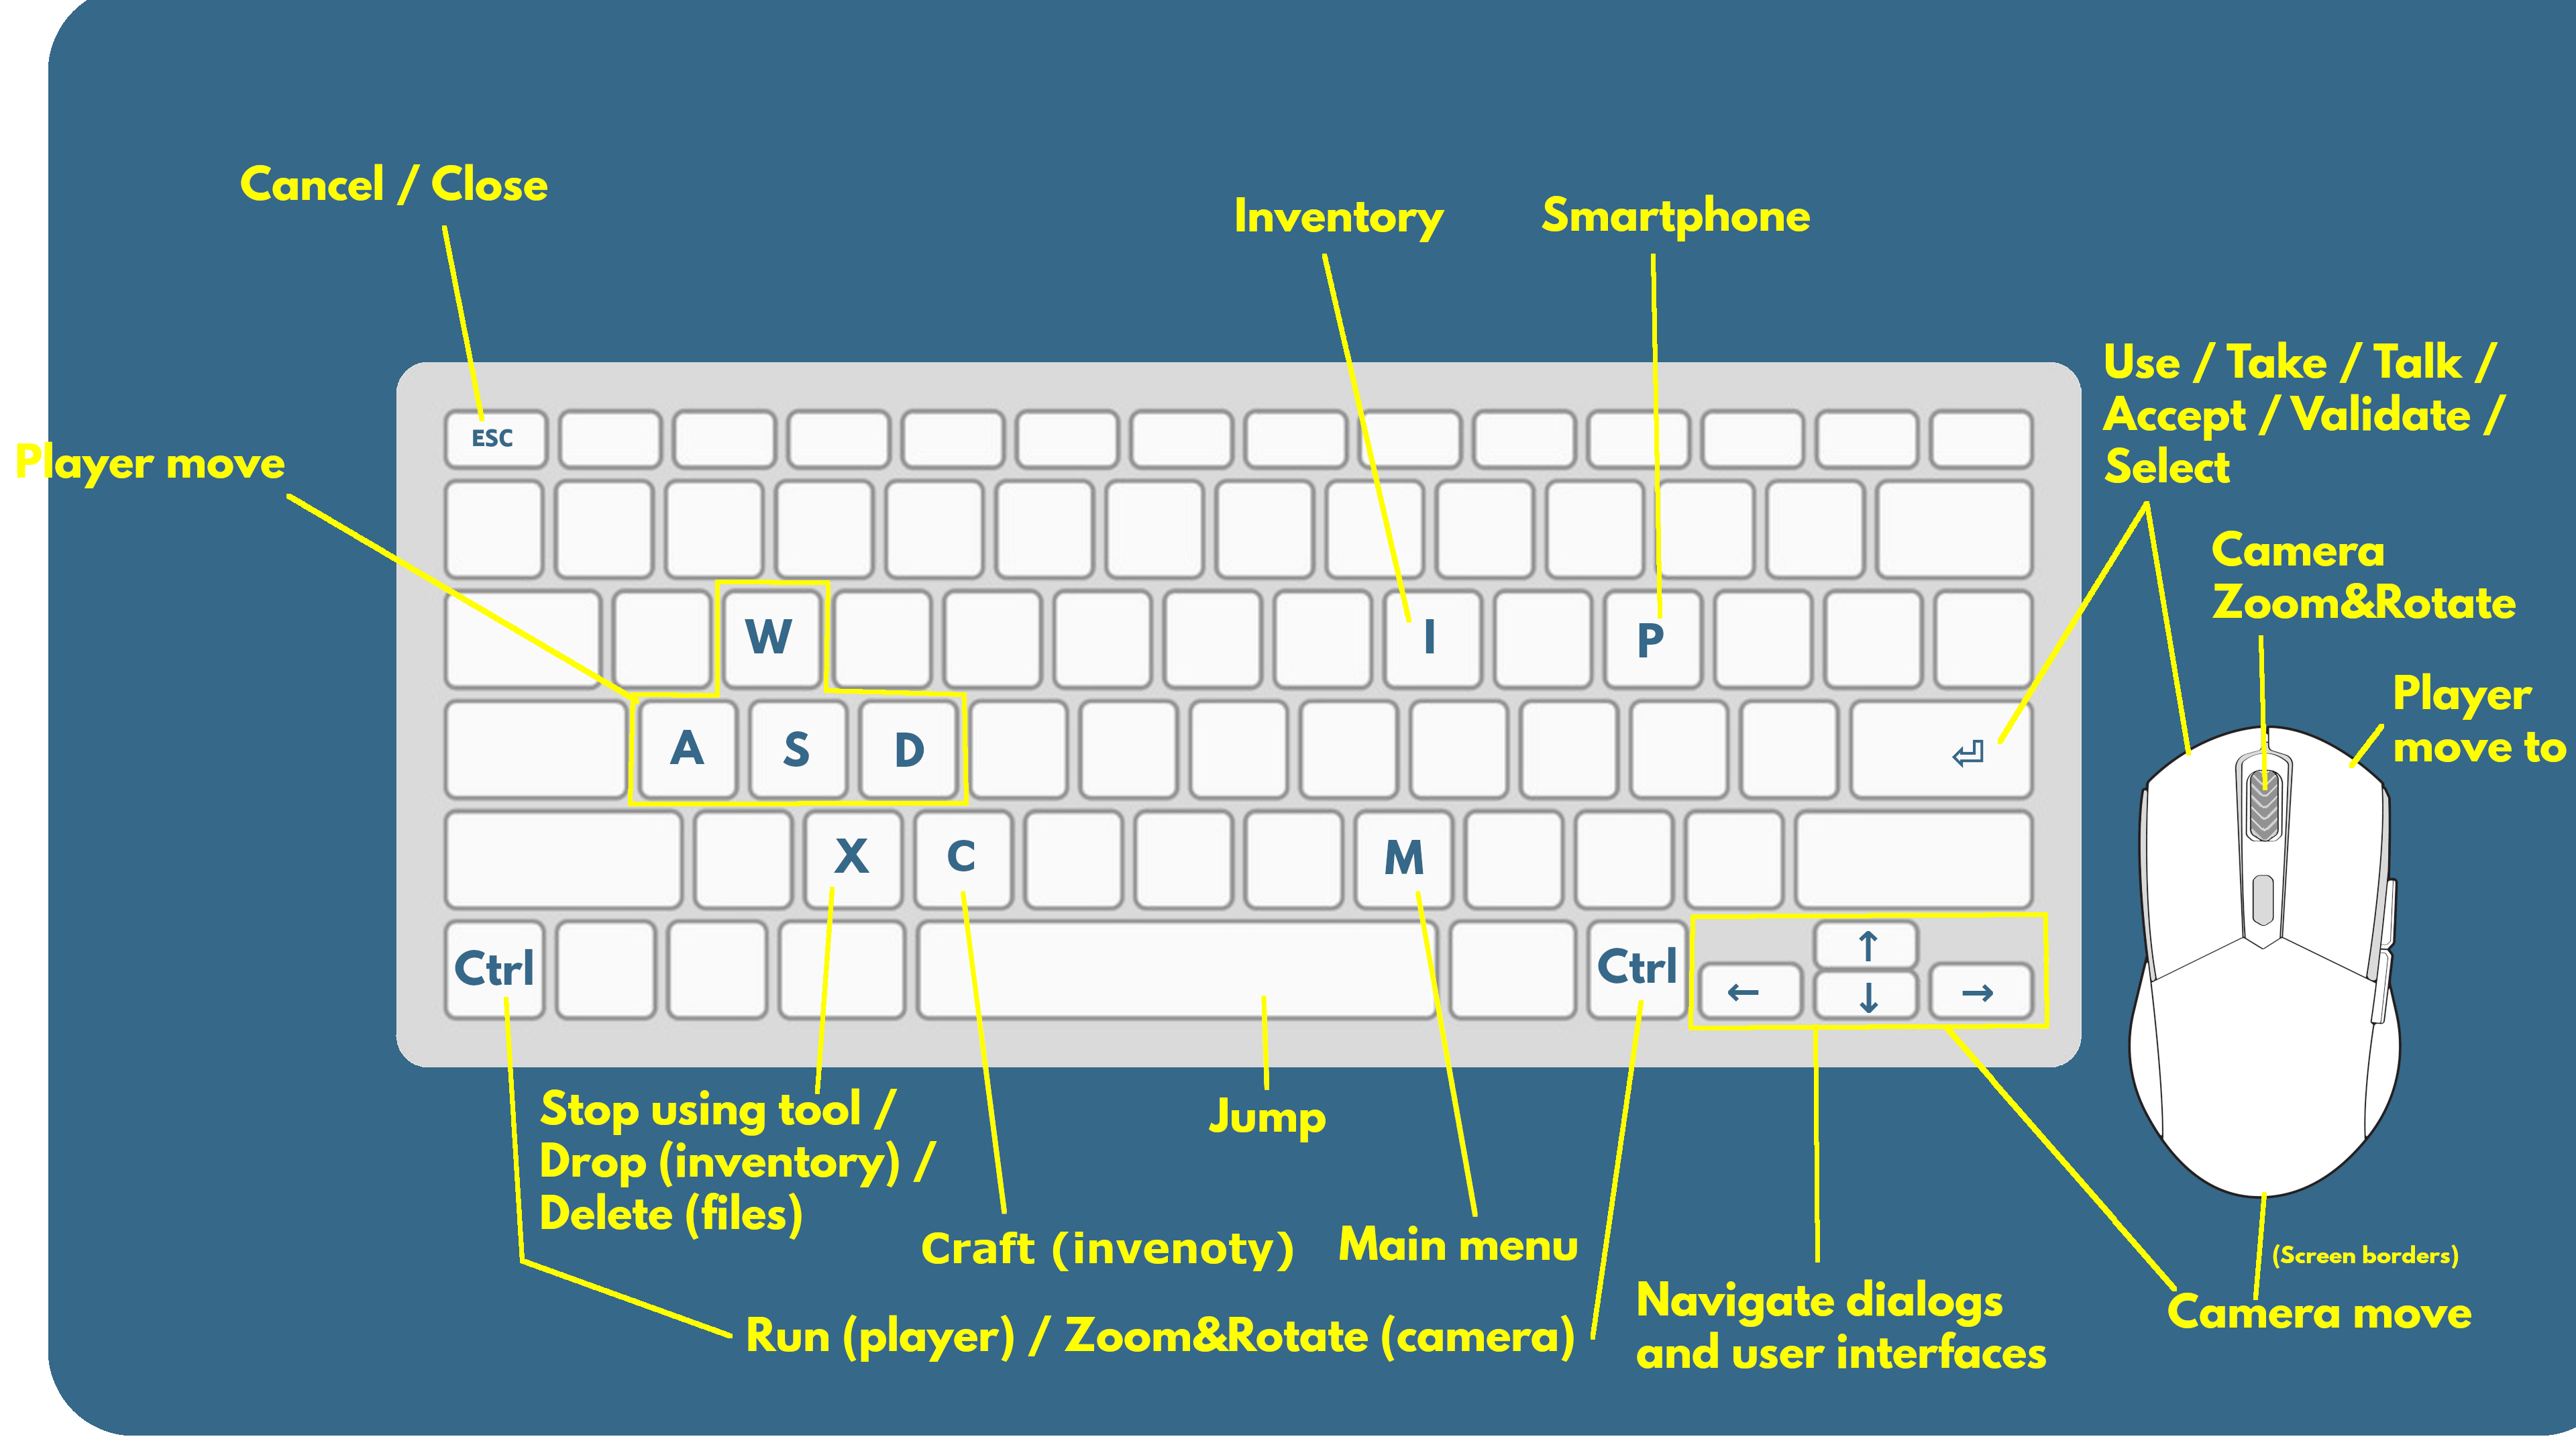 Cancel / Close
Inventory
Smartphone
Use / Take / Talk /
Accept / Validate /
Select
Player move
Camera
Zoom&Rotate
Player
move to
ESC
W
I
P
A
S
D
⏎
X
C
M
Ctrl
Ctrl
↑
←
↓
→
Stop using tool /
Drop (inventory) /
Delete (files)
Jump
Craft (invenoty)
Main menu
Run (player) / Zoom&Rotate (camera)
Navigate dialogs
and user interfaces
(Screen borders)
Camera move